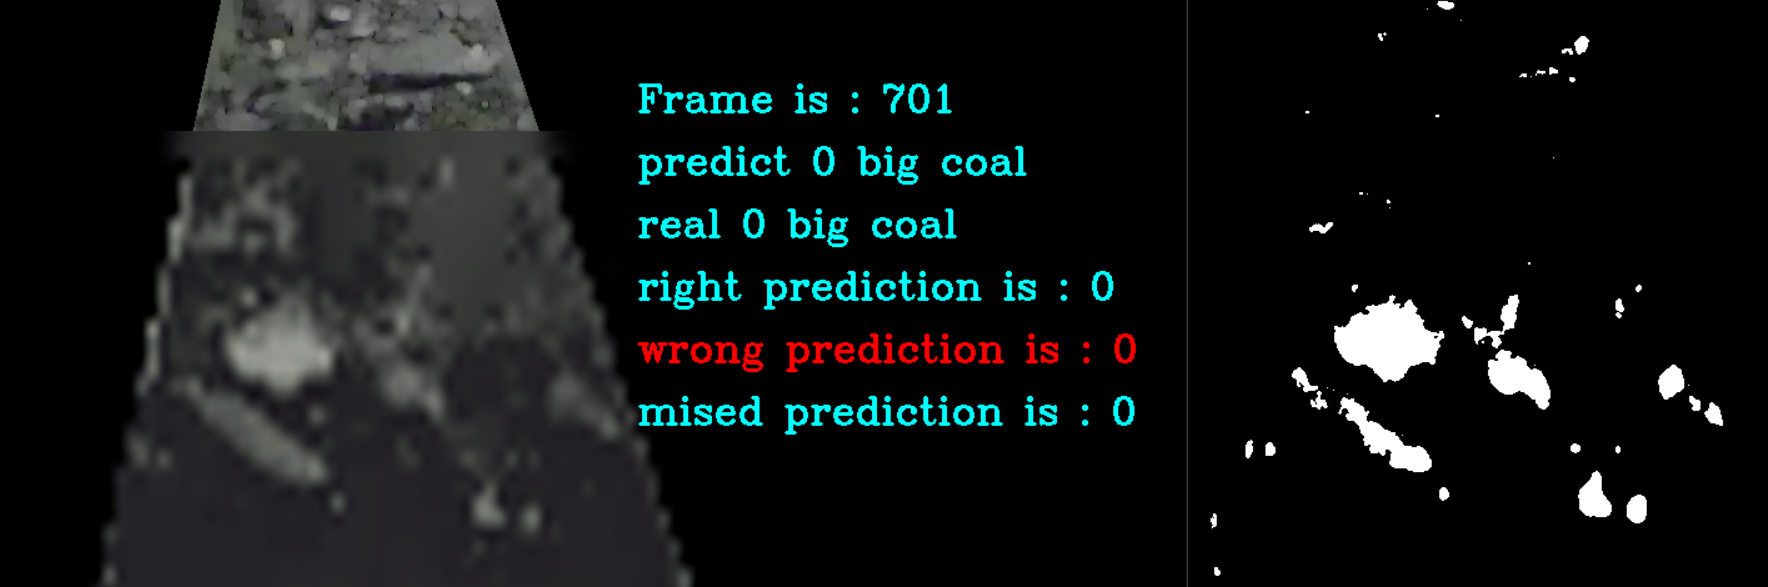 Frame is : 701
predict 0 big coal
real 0 big coal
right prediction is : 0
wrong prediction is : 0
mised prediction is : 0